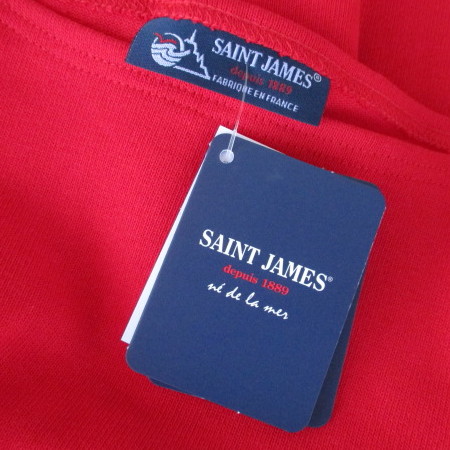 SAINT JAMES®
depuis 1889
FABRIQUE EN FRANCE
SAINT JAMES®
depuis 1889
né de la mer